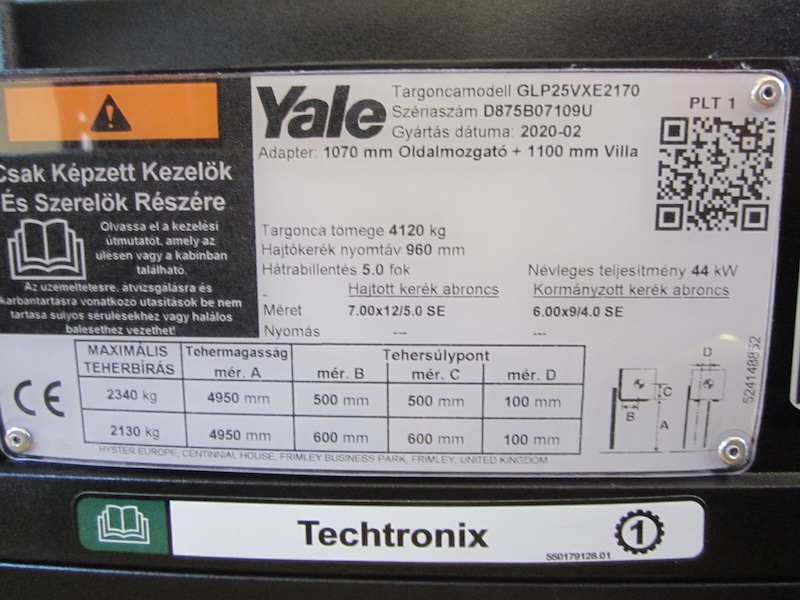 Yale
Targoncamodell GLP25VXE2170
Szériaszám D875B07109U
Gyártás dátuma: 2020-02
Adapter: 1070 mm Oldalmozgató + 1100 mm Villa
PLT 1
Csak Képzett Kezelök
És Szerelök Részére
Olvassa el a kezelési
útmutatót, amely az
ulésen vagy a kabinban
található.
Az uzemeltetesre, átvizsgálásra és
karbantartásra vonatkozó utasitások be nem
tartasa súlyos sérülésekhez vagy halálos
balesethez vezethet!
Targonca tömege 4120 kg
Hajtókerék nyomtáv 960 mm
Hátrabillentés 5.0 fok
Névleges teljesítmény 44 kW
- Hajtott kerék abroncs Kormányzott kerék abroncs
Méret 7.00x12/5.0 SE 6.00x9/4.0 SE
Nyomás --- ---
MAXIMÁLIS TEHERBÍRÁS Tehermagasság mér. A Tehersúlypont mér. B mér. C mér. D
2340 kg 4950 mm 500 mm 500 mm 100 mm
2130 kg 4950 mm 600 mm 600 mm 100 mm
CE
D
C
B
A
524148852
HYSTER EUROPE, CENTINNIAL HOUSE, FRIMLEY BUSINESS PARK, FRIMLEY, UNITED KINGDOM
Techtronix
1
550179128.01